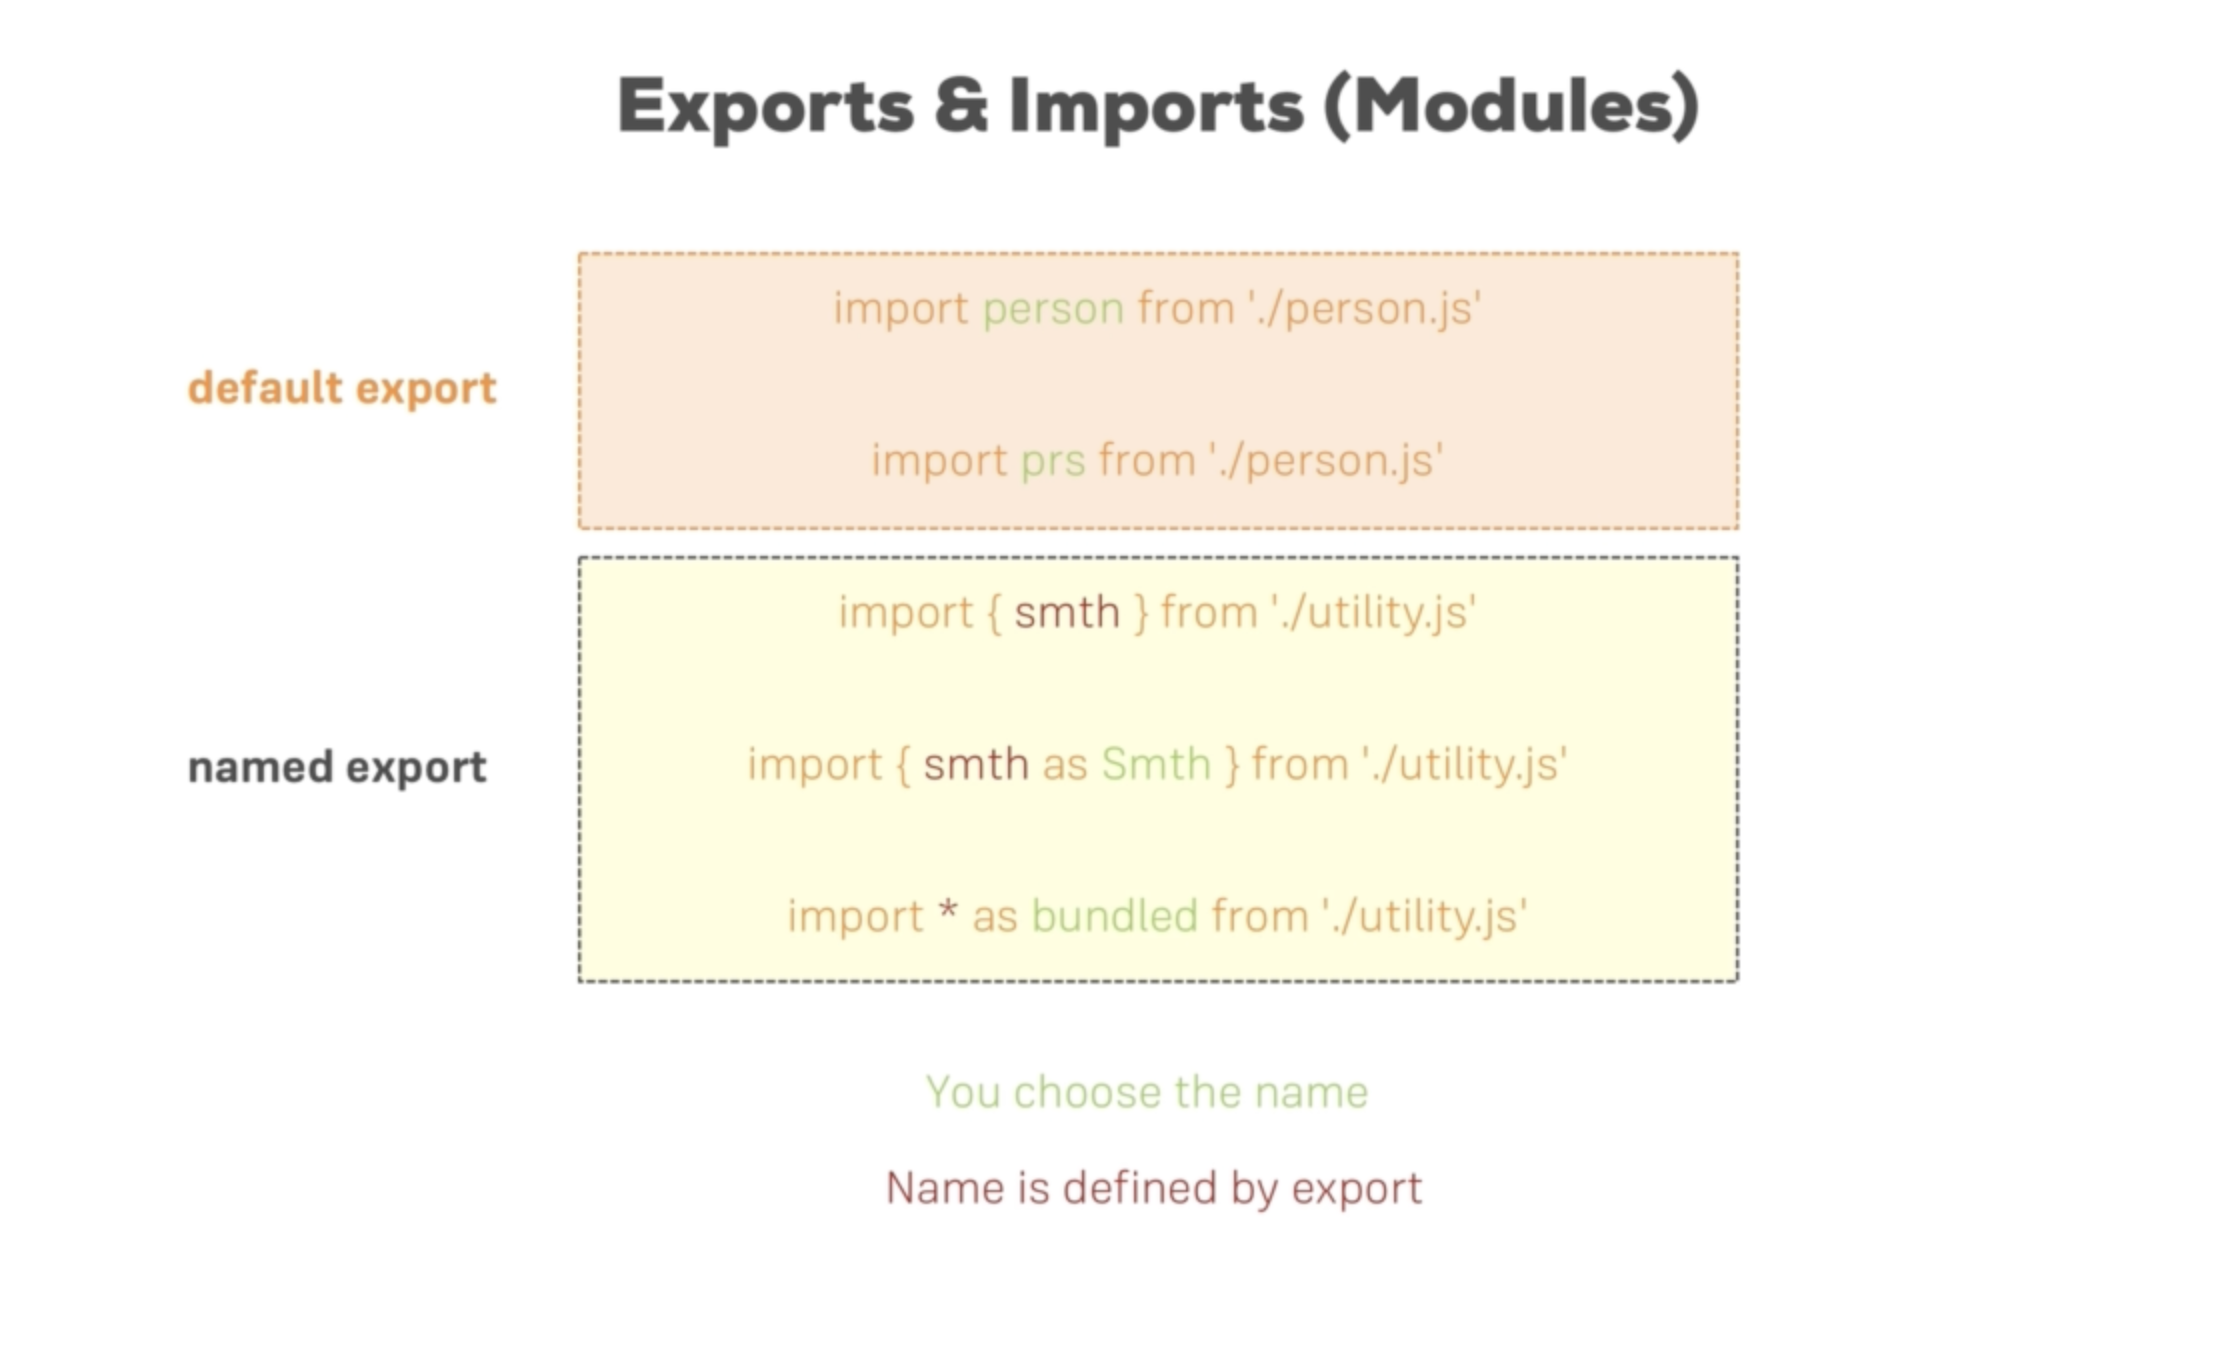 Exports & Imports (Modules)
default export
import person from './person.js'
import prs from './person.js'
named export
import { smth } from './utility.js'
import { smth as Smth } from './utility.js'
import * as bundled from './utility.js'
You choose the name
Name is defined by export